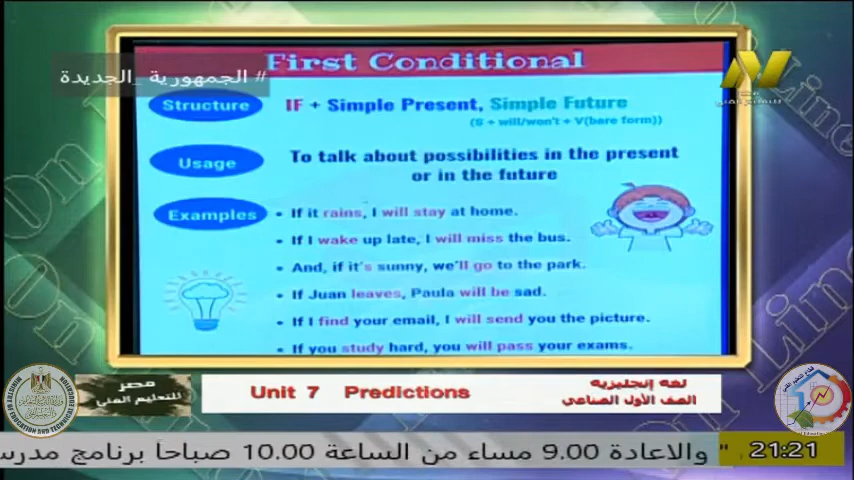 First Conditional
# الجمهورية _الجديدة
Structure
IF + Simple Present, Simple Future
(S + will/won't + V(bare form))
Usage
To talk about possibilities in the present
or in the future
Examples
• If it rains, I will stay at home.
• If I wake up late, I will miss the bus.
• And, if it's sunny, we'll go to the park.
• If Juan leaves, Paula will be sad.
• If I find your email, I will send you the picture.
• If you study hard, you will pass your exams.
On Line
مصر
للتعليم الفني
Unit 7 Predictions
لغة إنجليزية
الصف الأول الصناعي
" والاعادة 9.00 مساء من الساعة 10.00 صباحاً برنامج
21:21